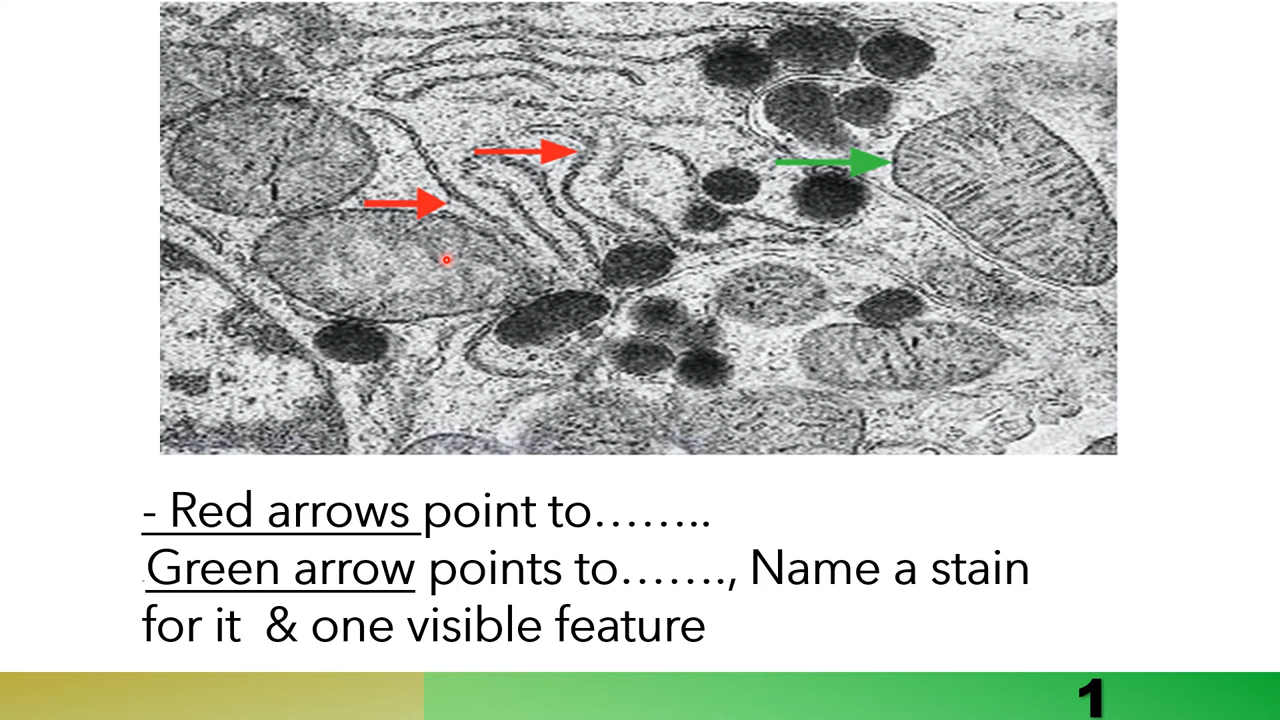 - Red arrows point to……..
Green arrow points to……., Name a stain
for it & one visible feature
1